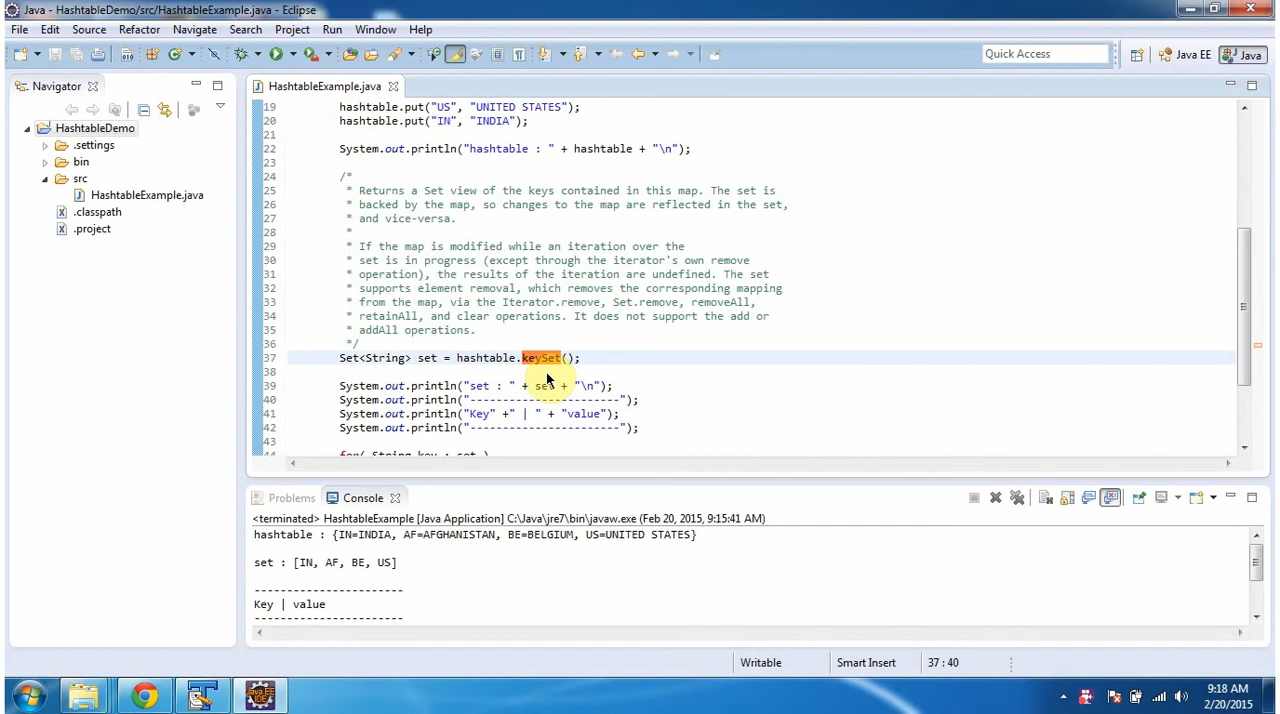 Java - HashtableDemo/src/HashtableExample.java - Eclipse
File Edit Source Refactor Navigate Search Project Run Window Help
Quick Access Java EE Java
Navigator
HashtableExample.java
HashtableDemo
.settings
bin
src
HashtableExample.java
.classpath
.project
19 hashtable.put("US", "UNITED STATES");
20 hashtable.put("IN", "INDIA");
21
22 System.out.println("hashtable : " + hashtable + "\n");
23
24 /*
25 * Returns a Set view of the keys contained in this map. The set is
26 * backed by the map, so changes to the map are reflected in the set,
27 * and vice-versa.
28 *
29 * If the map is modified while an iteration over the
30 * set is in progress (except through the iterator's own remove
31 * operation), the results of the iteration are undefined. The set
32 * supports element removal, which removes the corresponding mapping
33 * from the map, via the Iterator.remove, Set.remove, removeAll,
34 * retainAll, and clear operations. It does not support the add or
35 * addAll operations.
36 */
37 Set<String> set = hashtable.keySet();
38
39 System.out.println("set : " + set + "\n");
40 System.out.println("-----------------------");
41 System.out.println("Key" +" | " + "value");
42 System.out.println("-----------------------");
43
44 for( String key : set )
Problems Console
<terminated> HashtableExample [Java Application] C:\Java\jre7\bin\javaw.exe (Feb 20, 2015, 9:15:41 AM)
hashtable : {IN=INDIA, AF=AFGHANISTAN, BE=BELGIUM, US=UNITED STATES}
set : [IN, AF, BE, US]
-----------------------
Key | value
-----------------------
Writable Smart Insert 37 : 40
Java EE IDE
9:18 AM
2/20/2015